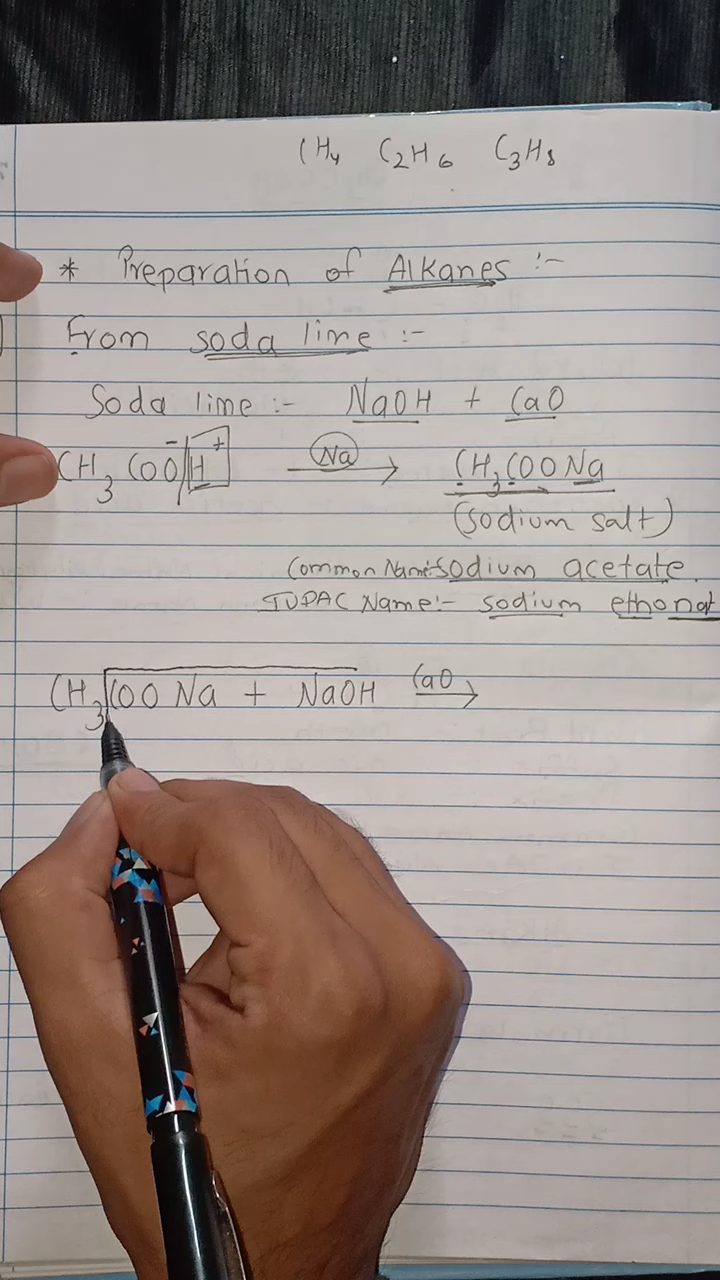 CH4 C2H6 C3H8
* Preparation of Alkanes :-
From soda lime :-
Soda lime :- NaOH + CaO
CH3COO-|H+ Na→ CH3COONa
(sodium salt)
Common Name:- sodium acetate.
IUPAC Name :- sodium ethonat
CH3COONa + NaOH CaO→